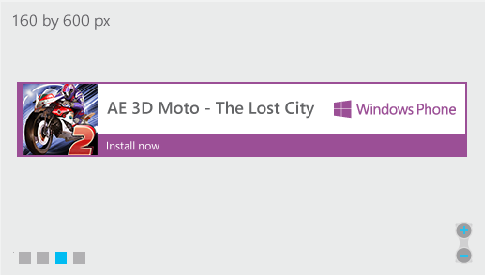 160 by 600 px
AE 3D Moto - The Lost City
Windows Phone
2
Install now